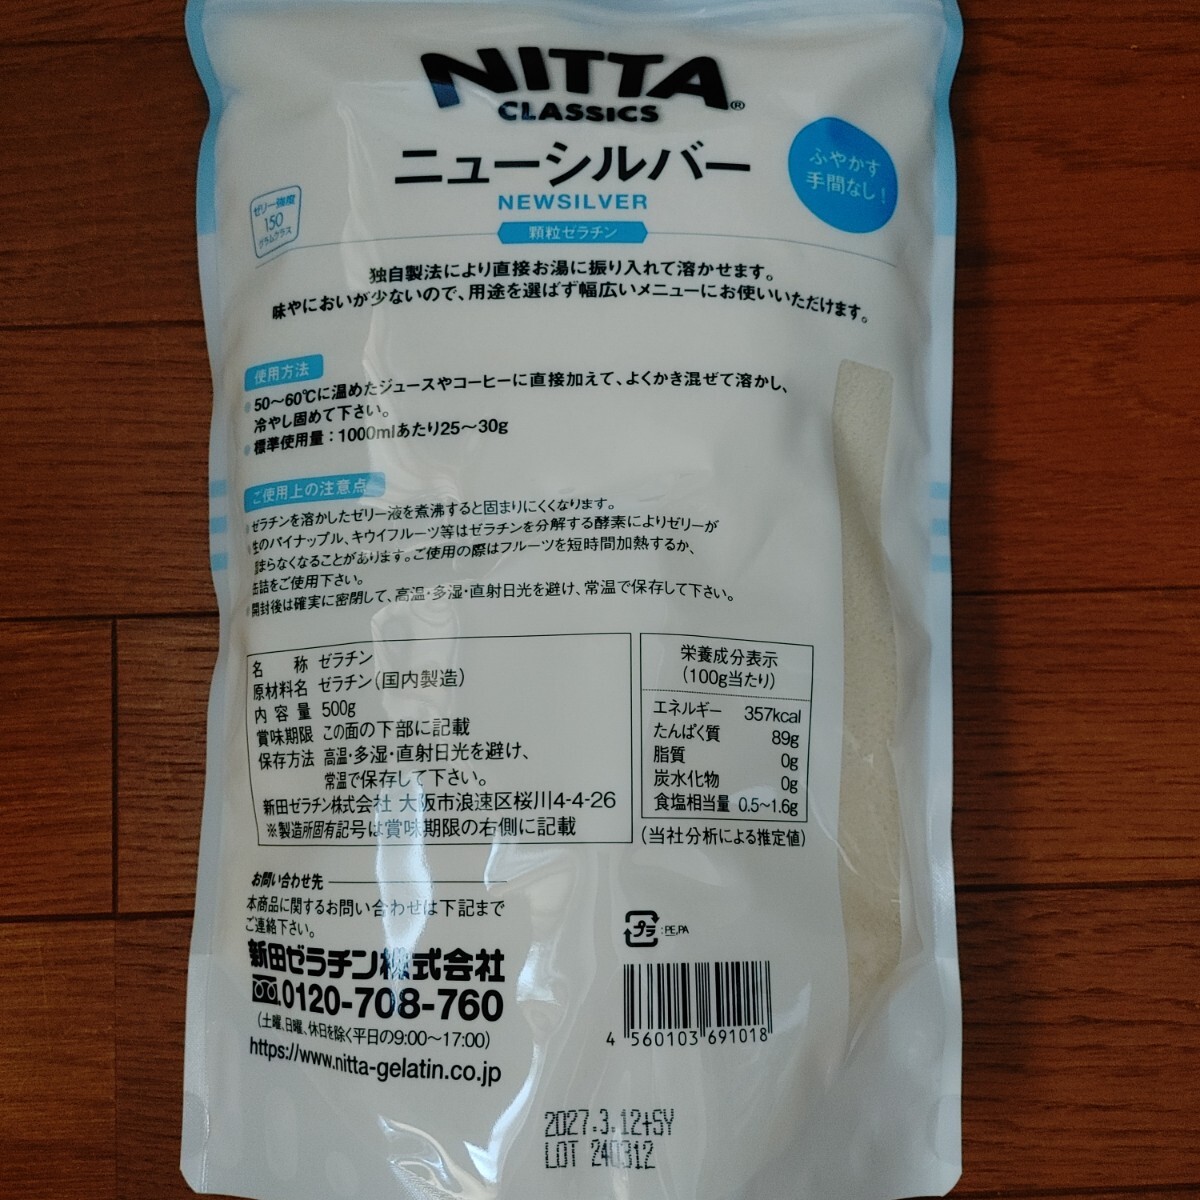 NITTA®
CLASSICS
ニューシルバー
NEWSILVER
顆粒ゼラチン
ふやかす
手間なし!
ゼリー強度
150
グラムクラス
独自製法により直接お湯に振り入れて溶かせます。
味やにおいが少ないので、用途を選ばず幅広いメニューにお使いいただけます。
使用方法
50〜60℃に温めたジュースやコーヒーに直接加えて、よくかき混ぜて溶かし、
冷やし固めて下さい。
標準使用量:1000mlあたり25〜30g
ご使用上の注意点
ゼラチンを溶かしたゼリー液を煮沸すると固まりにくくなります。
生のパイナップル、キウイフルーツ等はゼラチンを分解する酵素によりゼリーが
固まらなくなることがあります。ご使用の際はフルーツを短時間加熱するか、
缶詰をご使用下さい。
開封後は確実に密閉して、高温・多湿・直射日光を避け、常温で保存して下さい。
名称 ゼラチン
原材料名 ゼラチン(国内製造)
内容量 500g
賞味期限 この面の下部に記載
保存方法 高温・多湿・直射日光を避け、
常温で保存して下さい。
新田ゼラチン株式会社 大阪市浪速区桜川4-4-26
※製造所固有記号は賞味期限の右側に記載
栄養成分表示
(100g当たり)
エネルギー 357kcal
たんぱく質 89g
脂質 0g
炭水化物 0g
食塩相当量 0.5〜1.6g
(当社分析による推定値)
お問い合わせ先
本商品に関するお問い合わせは下記まで
ご連絡下さい。
新田ゼラチン株式会社
0120-708-760
(土曜、日曜、休日を除く平日の9:00〜17:00)
https://www.nitta-gelatin.co.jp
プラ :PE,PA
4 560103 691018
2027.3.12+SY
LOT 240312